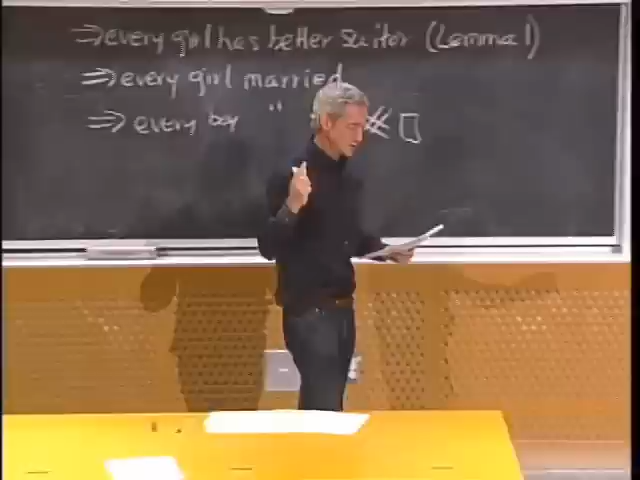 ⇒ every girl has better suitor (Lemma 1)
⇒ every girl married
⇒ every boy " ※ □